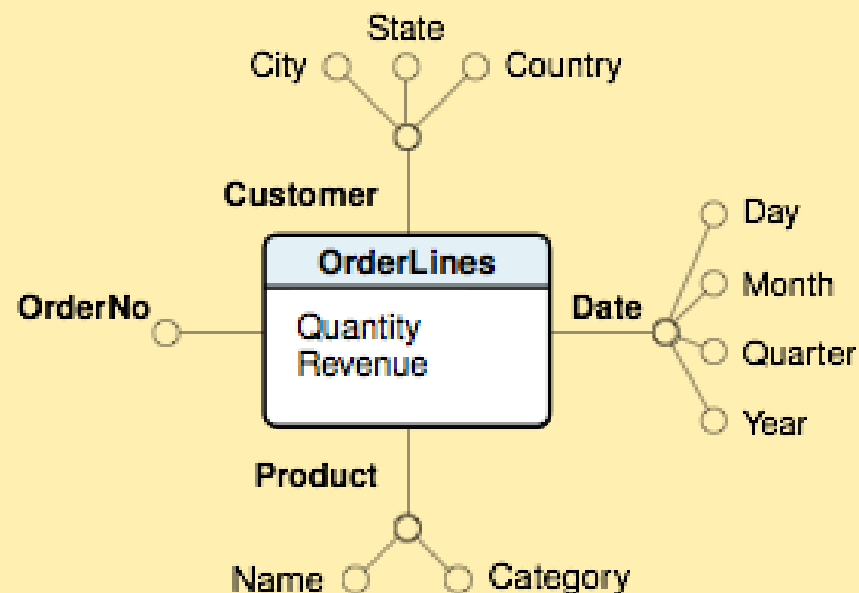 State
City
Country
Customer
Day
OrderLines
Month
OrderNo
Date
Quantity
Quarter
Revenue
Year
Product
Name
Category